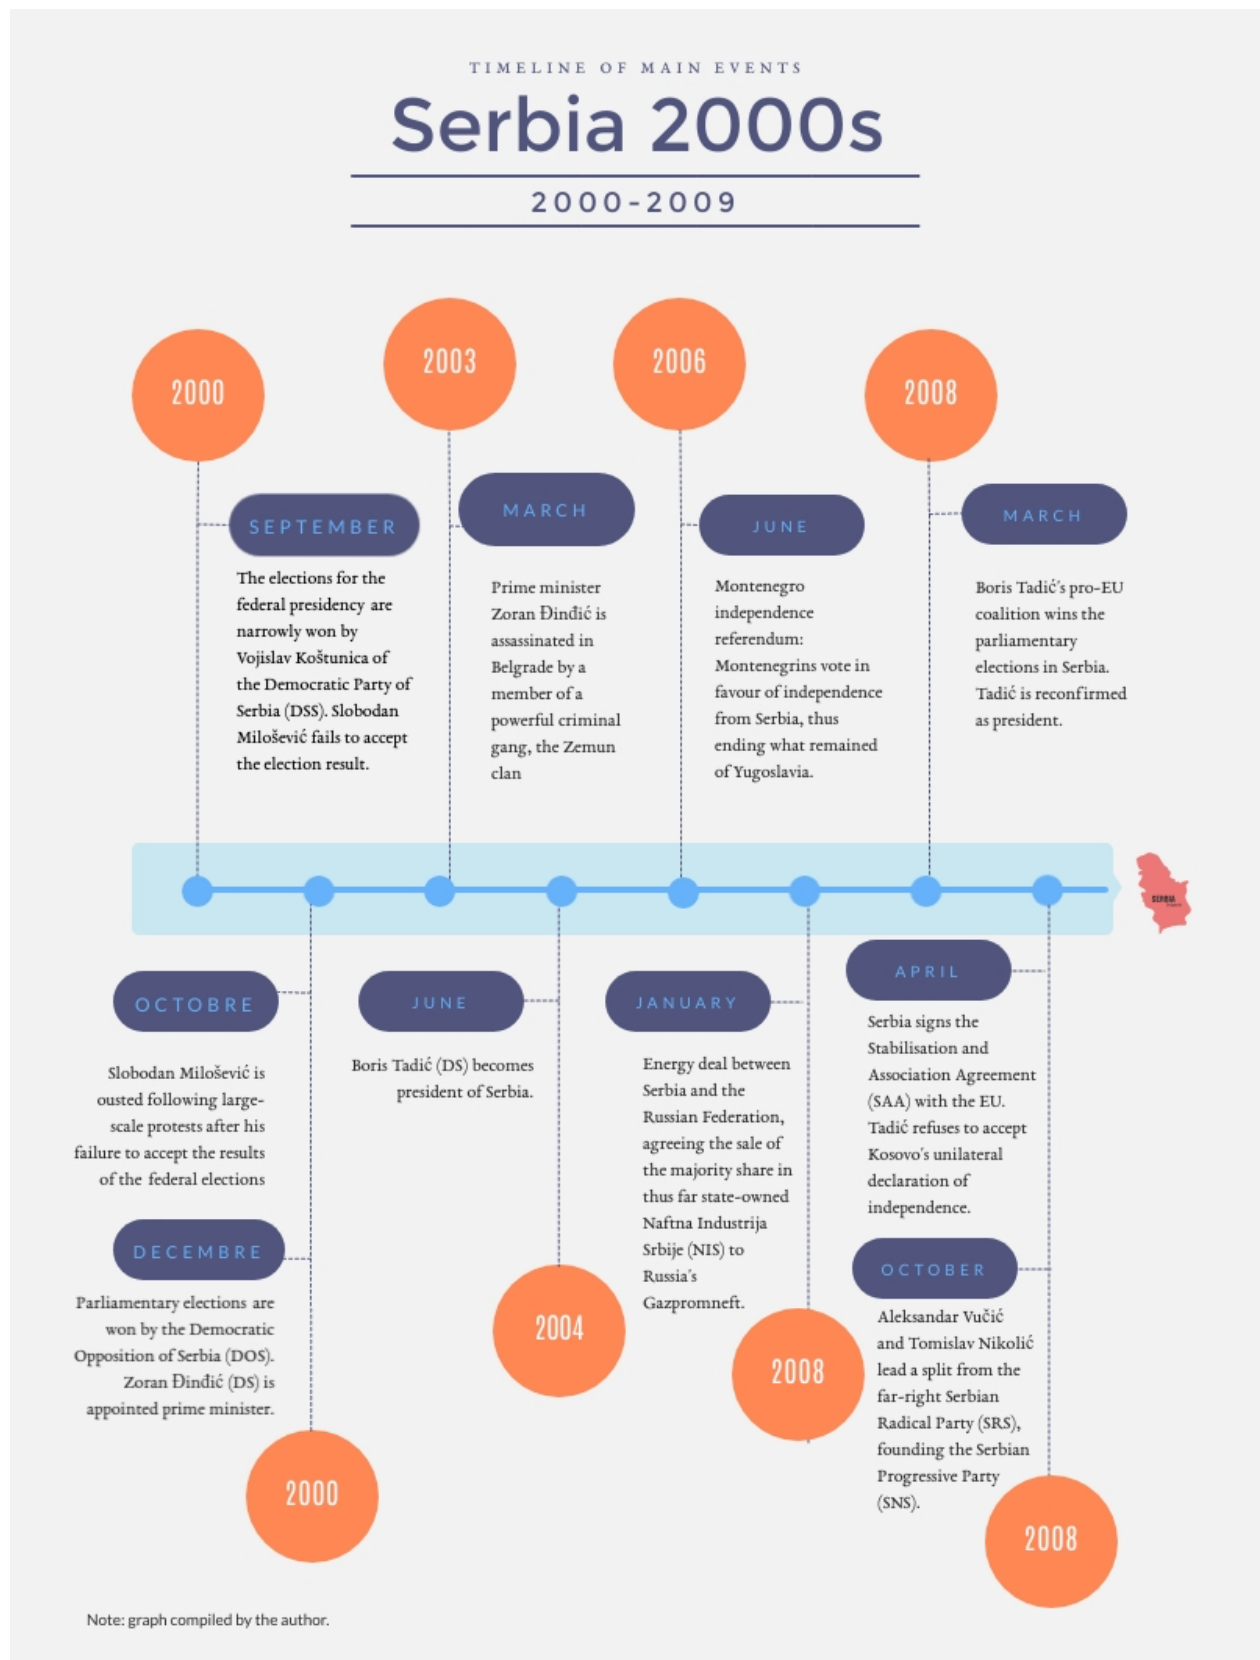 TIMELINE OF MAIN EVENTS
Serbia 2000s
2000-2009
2000
SEPTEMBER
The elections for the
federal presidency are
narrowly won by
Vojislav Koštunica of
the Democratic Party of
Serbia (DSS). Slobodan
Milošević fails to accept
the election result.
2003
MARCH
Prime minister
Zoran Đinđić is
assassinated in
Belgrade by a
member of a
powerful criminal
gang, the Zemun
clan
2006
JUNE
Montenegro
independence
referendum:
Montenegrins vote in
favour of independence
from Serbia, thus
ending what remained
of Yugoslavia.
2008
MARCH
Boris Tadić's pro-EU
coalition wins the
parliamentary
elections in Serbia.
Tadić is reconfirmed
as president.
SERBIA
OCTOBRE
Slobodan Milošević is
ousted following large-
scale protests after his
failure to accept the results
of the federal elections
DECEMBRE
Parliamentary elections are
won by the Democratic
Opposition of Serbia (DOS).
Zoran Đinđić (DS) is
appointed prime minister.
2000
JUNE
Boris Tadić (DS) becomes
president of Serbia.
2004
JANUARY
Energy deal between
Serbia and the
Russian Federation,
agreeing the sale of
the majority share in
thus far state-owned
Naftna Industrija
Srbije (NIS) to
Russia's
Gazpromneft.
2008
APRIL
Serbia signs the
Stabilisation and
Association Agreement
(SAA) with the EU.
Tadić refuses to accept
Kosovo's unilateral
declaration of
independence.
OCTOBER
Aleksandar Vučić
and Tomislav Nikolić
lead a split from the
far-right Serbian
Radical Party (SRS),
founding the Serbian
Progressive Party
(SNS).
2008
Note: graph compiled by the author.